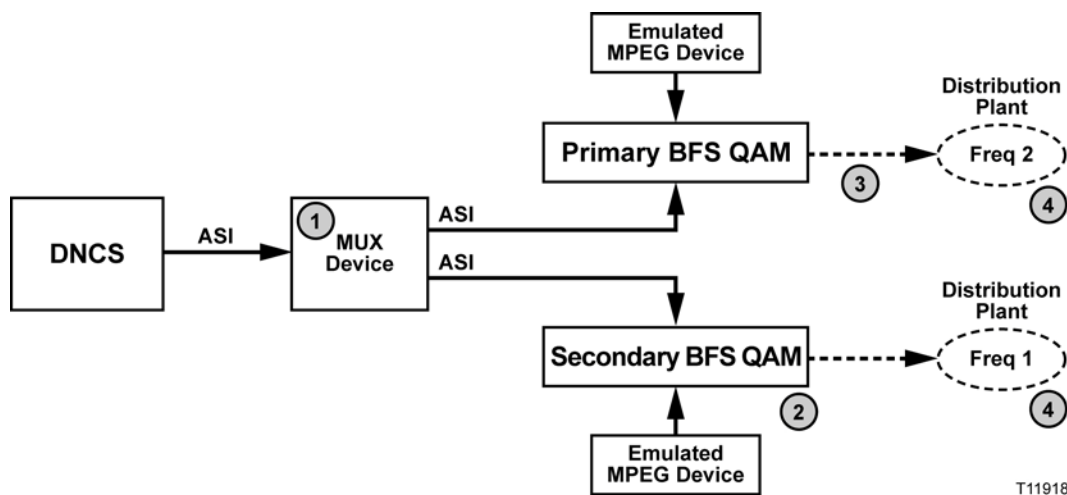 Emulated
MPEG Device
Primary BFS QAM
3
Distribution
Plant
Freq 2
4
DNCS
ASI
1
MUX
Device
ASI
ASI
Secondary BFS QAM
2
Distribution
Plant
Freq 1
4
Emulated
MPEG Device
T11918